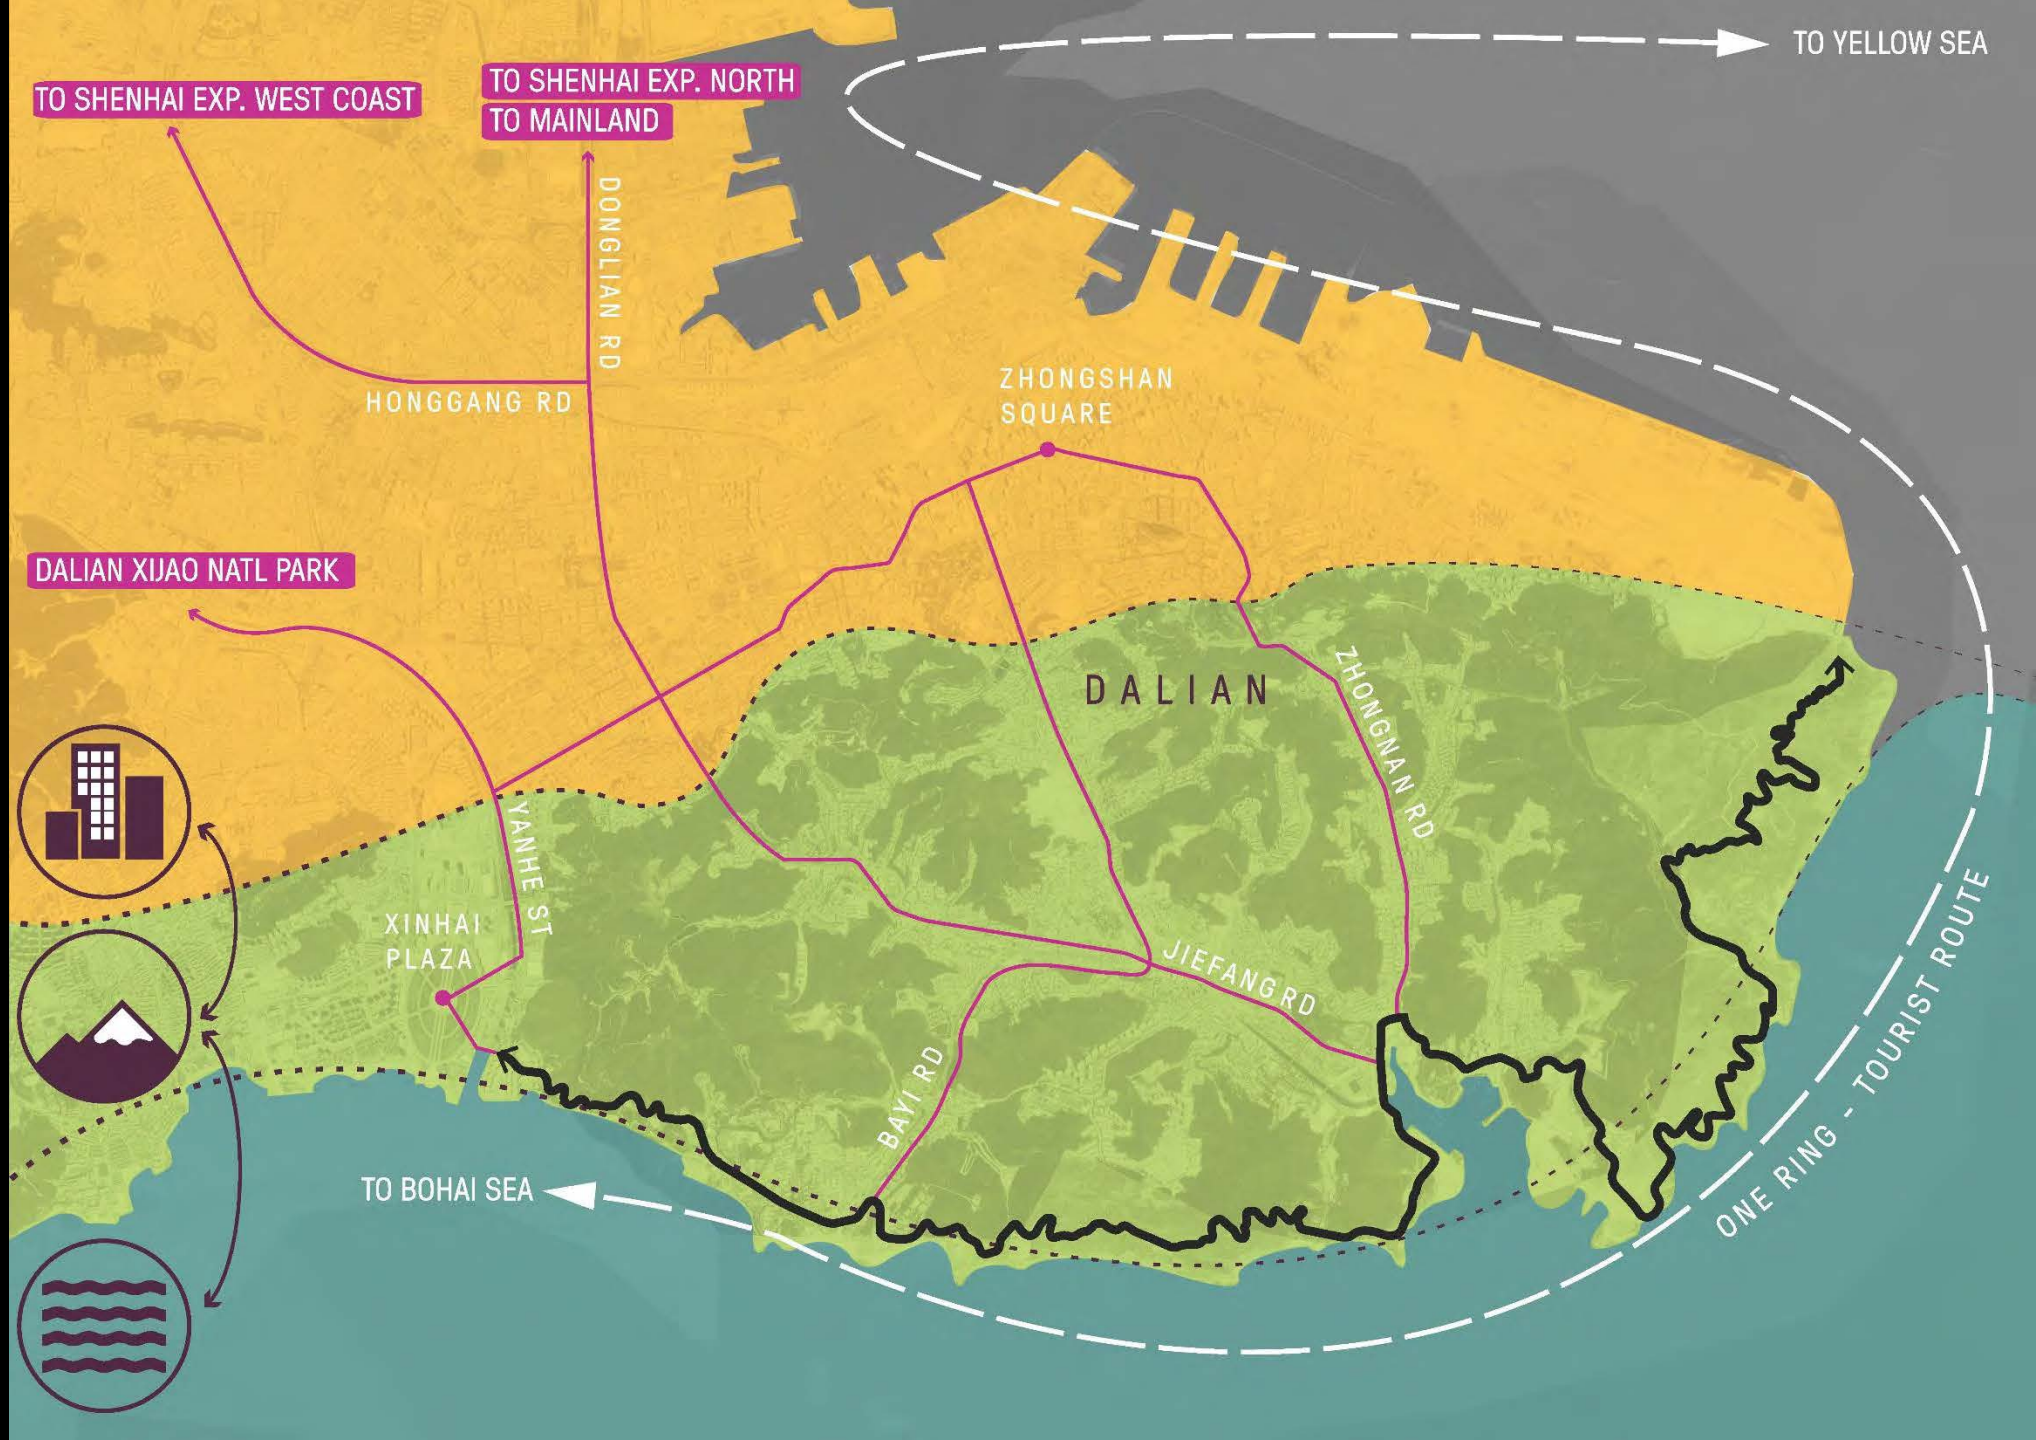 TO YELLOW SEA
TO SHENHAI EXP. WEST COAST
TO SHENHAI EXP. NORTH
TO MAINLAND
DONGLIAN RD
HONGGANG RD
ZHONGSHAN
SQUARE
DALIAN XIJAO NATL PARK
DALIAN
ZHONGNAN RD
YANHE ST
XINHAI
PLAZA
JIEFANG RD
BAYI RD
TO BOHAI SEA
ONE RING - TOURIST ROUTE